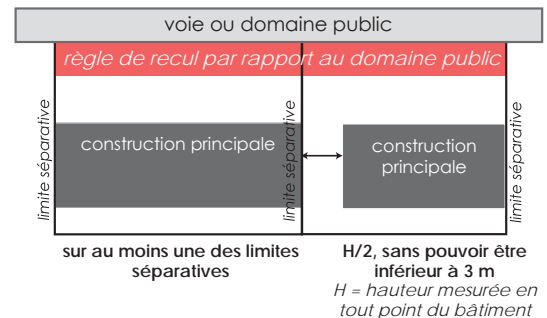 voie ou domaine public
règle de recul par rapport au domaine public
limite séparative
construction principale
limite séparative
construction
principale
limite séparative
sur au moins une des limites
séparatives
H/2, sans pouvoir être
inférieur à 3 m
H = hauteur mesurée en
tout point du bâtiment